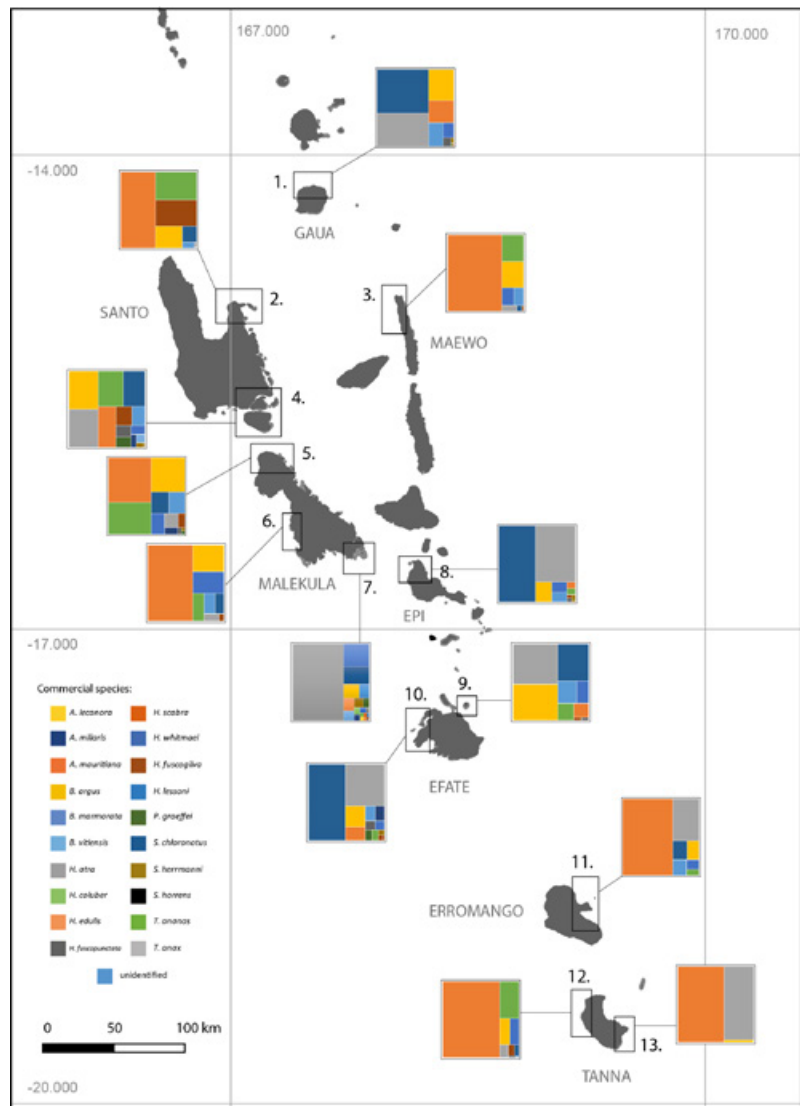 167.000
170.000
-14.000
1.
GAUA
2.
3.
SANTO
MAEWO
4.
5.
6.
MALEKULA
7.
8.
EPI
-17.000
Commercial species:
A. lecanora
H. scabra
A. miliaris
H. whitmaei
A. mauritiana
H. fuscogilva
B. argus
H. lessoni
B. marmorata
P. graeffei
B. vitiensis
S. chloronotus
H. atra
S. herrmanni
H. coluber
S. horrens
H. edulis
T. ananas
H. fuscopunctata
T. anax
unidentified
9.
10.
EFATE
11.
ERROMANGO
12.
13.
TANNA
0 50 100 km
-20.000